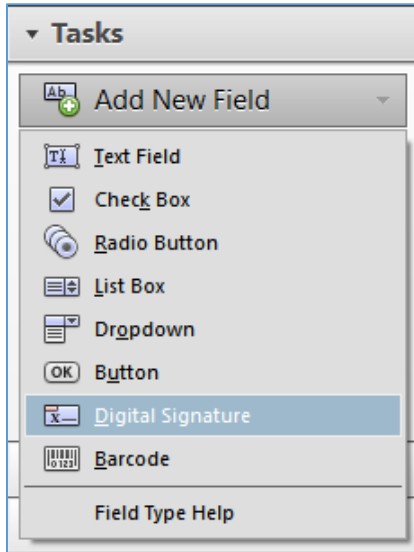 Tasks
Add New Field
Text Field
Check Box
Radio Button
List Box
Dropdown
OK Button
Digital Signature
Barcode
Field Type Help